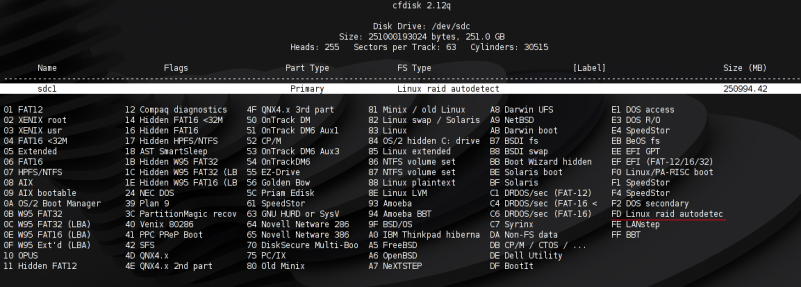 cfdisk 2.12q
Disk Drive: /dev/sdc
Size: 251000193024 bytes, 251.0 GB
Heads: 255 Sectors per Track: 63 Cylinders: 30515
Name Flags Part Type FS Type [Label] Size (MB)
sdc1 Primary Linux raid autodetect 250994.42
01 FAT12 12 Compaq diagnostics 4F QNX4.x 3rd part 81 Minix / old Linux A8 Darwin UFS E1 DOS access
02 XENIX root 14 Hidden FAT16 <32M 50 OnTrack DM 82 Linux swap / Solaris A9 NetBSD E3 DOS R/O
03 XENIX usr 16 Hidden FAT16 51 OnTrack DM6 Aux1 83 Linux AB Darwin boot E4 SpeedStor
04 FAT16 <32M 17 Hidden HPFS/NTFS 52 CP/M 84 OS/2 hidden C: drive B7 BSDI fs EB BeOS fs
05 Extended 18 AST SmartSleep 53 OnTrack DM6 Aux3 85 Linux extended B8 BSDI swap EE EFI GPT
06 FAT16 1B Hidden W95 FAT32 54 OnTrackDM6 86 NTFS volume set BB Boot Wizard hidden EF EFI (FAT-12/16/32)
07 HPFS/NTFS 1C Hidden W95 FAT32 (LB 55 EZ-Drive 87 NTFS volume set BE Solaris boot F0 Linux/PA-RISC boot
08 AIX 1E Hidden W95 FAT16 (LB 56 Golden Bow 88 Linux plaintext BF Solaris F1 SpeedStor
09 AIX bootable 24 NEC DOS 5C Priam Edisk 8E Linux LVM C1 DRDOS/sec (FAT-12) F4 SpeedStor
0A OS/2 Boot Manager 39 Plan 9 61 SpeedStor 93 Amoeba C4 DRDOS/sec (FAT-16 < F2 DOS secondary
0B W95 FAT32 3C PartitionMagic recov 63 GNU HURD or SysV 94 Amoeba BBT C6 DRDOS/sec (FAT-16) FD Linux raid autodetec
0C W95 FAT32 (LBA) 40 Venix 80286 64 Novell Netware 286 9F BSD/OS C7 Syrinx FE LANstep
0E W95 FAT16 (LBA) 41 PPC PReP Boot 65 Novell Netware 386 A0 IBM Thinkpad hiberna DA Non-FS data FF BBT
0F W95 Ext'd (LBA) 42 SFS 70 DiskSecure Multi-Boo A5 FreeBSD DB CP/M / CTOS / ...
10 OPUS 4D QNX4.x 75 PC/IX A6 OpenBSD DE Dell Utility
11 Hidden FAT12 4E QNX4.x 2nd part 80 Old Minix A7 NeXTSTEP DF BootIt